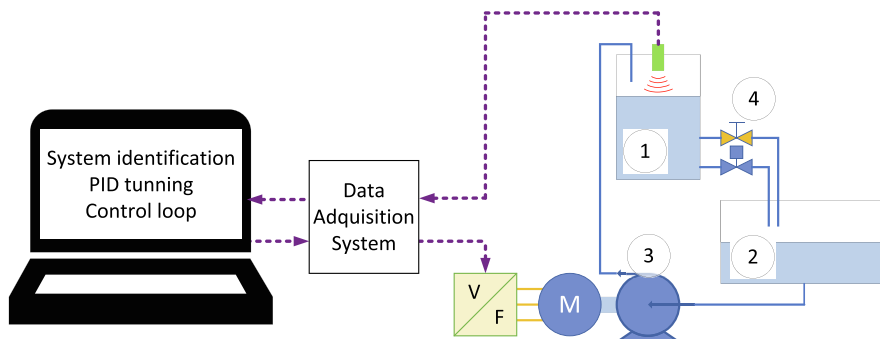 System identification
PID tunning
Control loop
Data
Adquisition
System
V
F
M
1
2
3
4